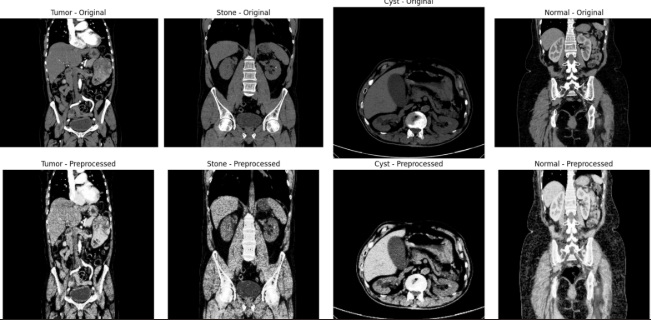 Tumor - Original
Stone - Original
Cyst - Original
Normal - Original
Tumor - Preprocessed
Stone - Preprocessed
Cyst - Preprocessed
Normal - Preprocessed